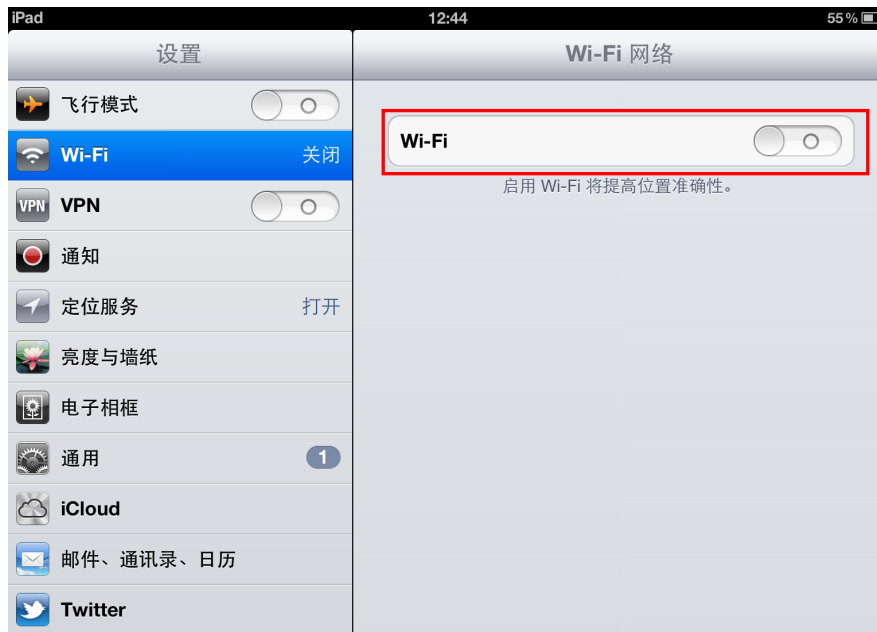 iPad 12:44 55%
设置
Wi-Fi 网络
飞行模式
Wi-Fi 关闭
VPN VPN
通知
定位服务 打开
亮度与墙纸
电子相框
通用 1
iCloud
邮件、通讯录、日历
Twitter
Wi-Fi
启用 Wi-Fi 将提高位置准确性。